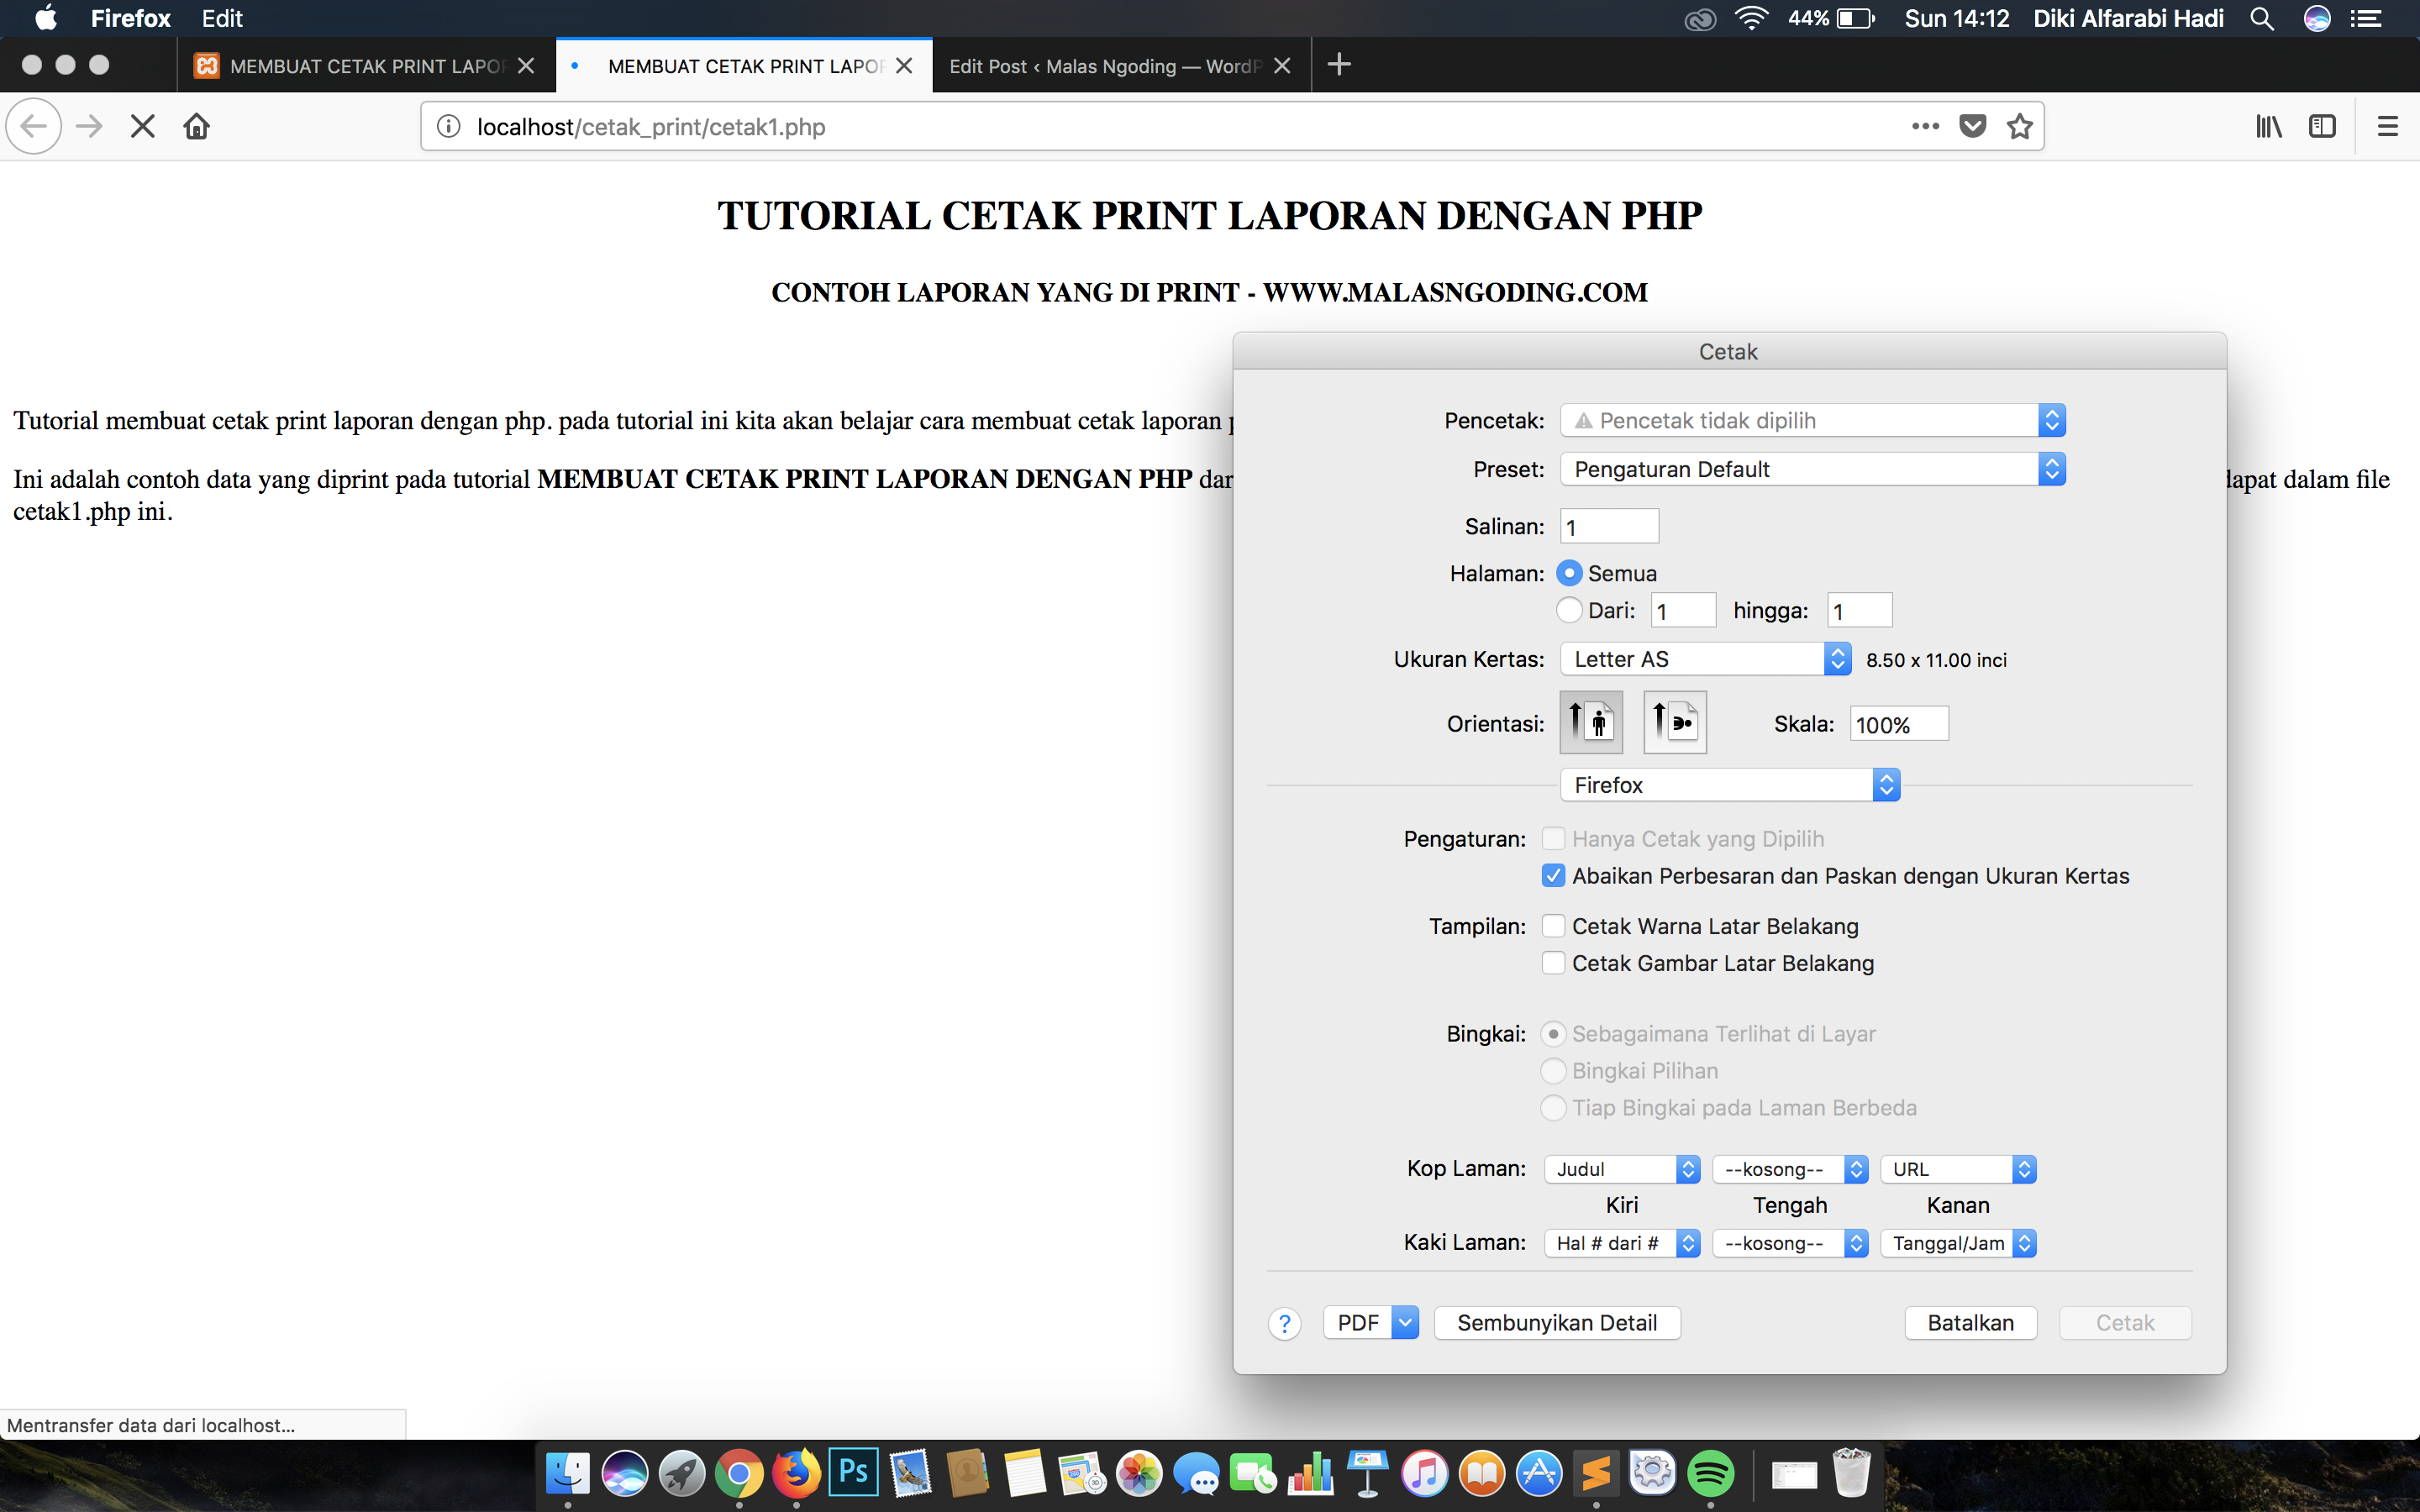 Firefox Edit 44% Sun 14:12 Diki Alfarabi Hadi
MEMBUAT CETAK PRINT LAPOR MEMBUAT CETAK PRINT LAPOR Edit Post ‹ Malas Ngoding — WordP
localhost/cetak_print/cetak1.php
TUTORIAL CETAK PRINT LAPORAN DENGAN PHP
CONTOH LAPORAN YANG DI PRINT - WWW.MALASNGODING.COM
Tutorial membuat cetak print laporan dengan php. pada tutorial ini kita akan belajar cara membuat cetak laporan
Ini adalah contoh data yang diprint pada tutorial MEMBUAT CETAK PRINT LAPORAN DENGAN PHP dar
dapat dalam file
cetak1.php ini.
Cetak
Pencetak: Pencetak tidak dipilih
Preset: Pengaturan Default
Salinan: 1
Halaman: Semua
Dari: 1 hingga: 1
Ukuran Kertas: Letter AS 8.50 x 11.00 inci
Orientasi: Skala: 100%
Firefox
Pengaturan: Hanya Cetak yang Dipilih
Abaikan Perbesaran dan Paskan dengan Ukuran Kertas
Tampilan: Cetak Warna Latar Belakang
Cetak Gambar Latar Belakang
Bingkai: Sebagaimana Terlihat di Layar
Bingkai Pilihan
Tiap Bingkai pada Laman Berbeda
Kop Laman: Judul --kosong-- URL
Kiri Tengah Kanan
Kaki Laman: Hal # dari # --kosong-- Tanggal/Jam
? PDF Sembunyikan Detail Batalkan Cetak
Mentransfer data dari localhost...
Ps